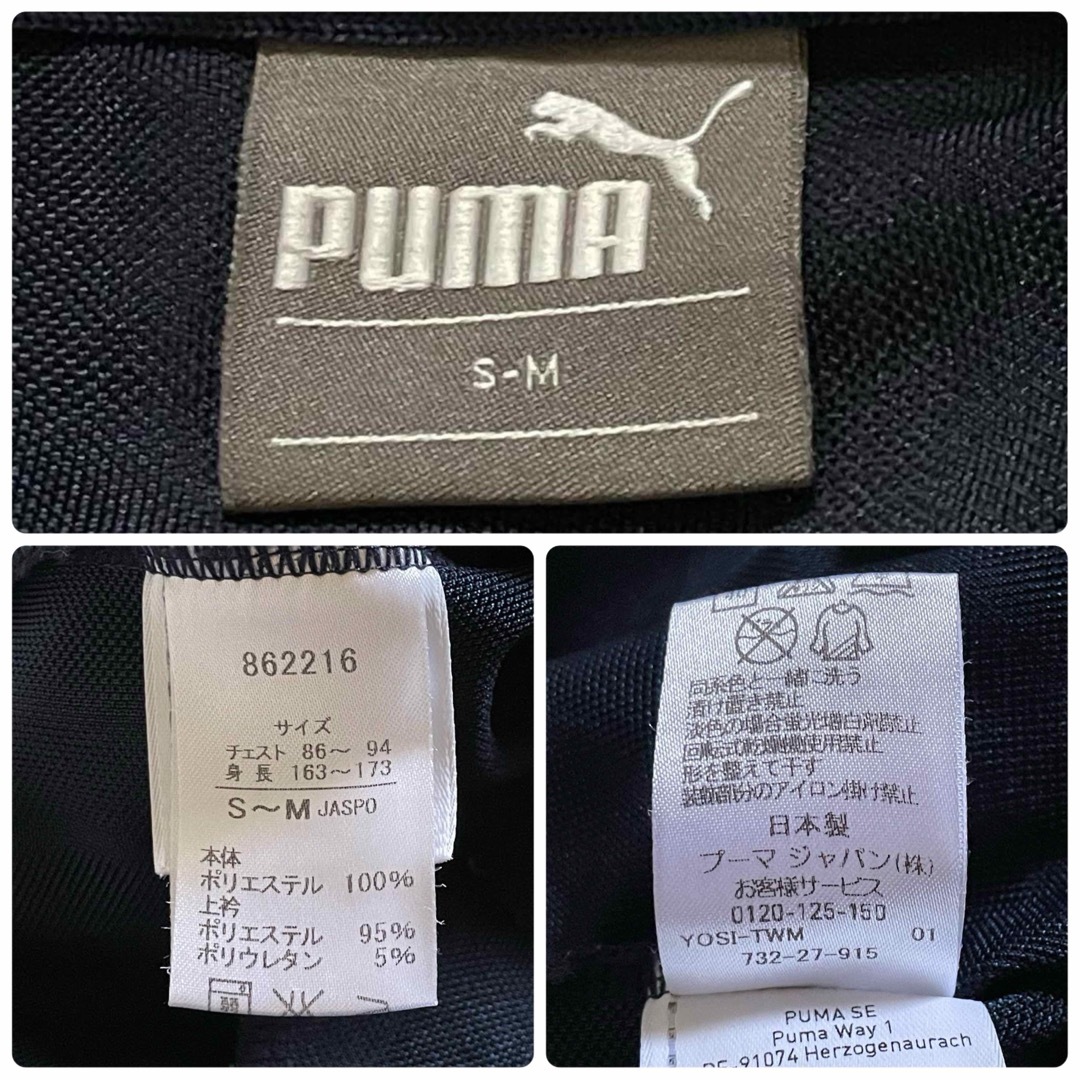 PUMA
S-M
862216
サイズ
チェスト 86～ 94
身 長 163～173
S～M JASPO
本体
ポリエステル 100%
上衿
ポリエステル 95%
ポリウレタン 5%
同系色と一緒に洗う
漬け置き禁止
淡色の場合蛍光増白剤禁止
回転式乾燥機使用禁止
形を整えて干す
装飾部分のアイロン掛け禁止
日本製
プーマ ジャパン(株)
お客様サービス
0120-125-150
YOSI-TWM 01
732-27-915
PUMA SE
Puma Way 1
DE-91074 Herzogenaurach